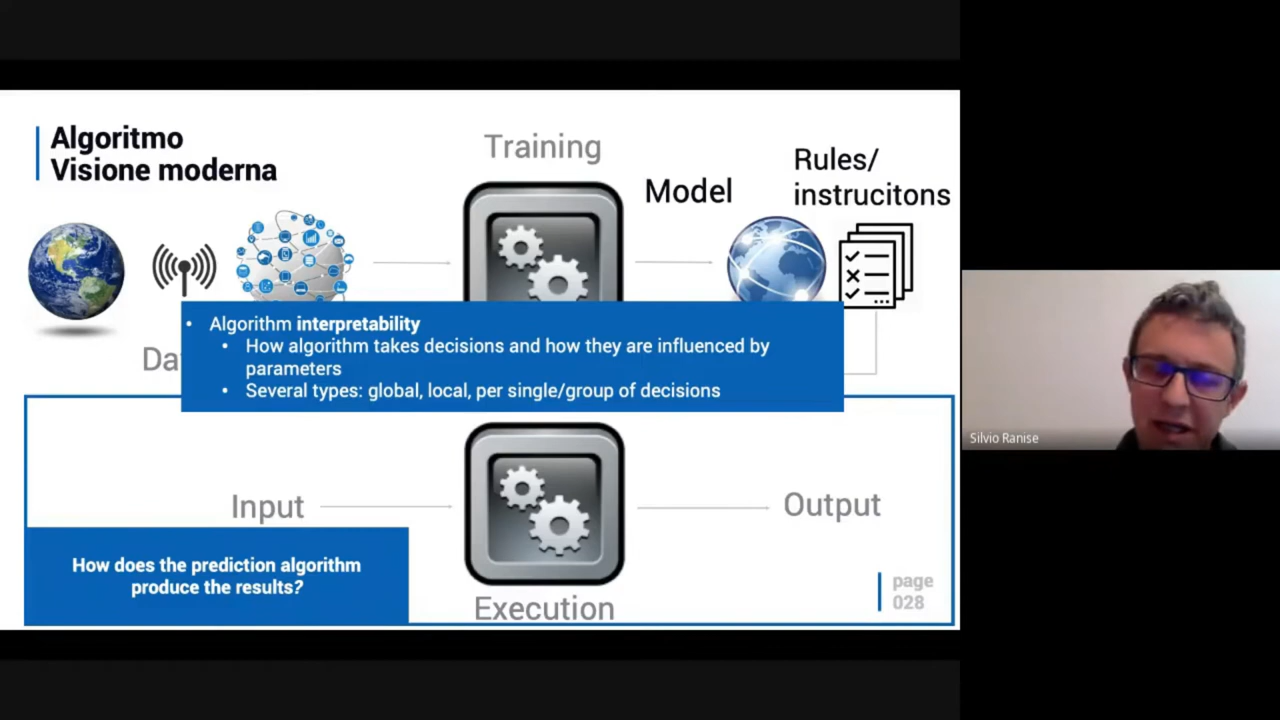 Algoritmo
Visione moderna
Training
Model
Rules/
instrucitons
Da
• Algorithm interpretability
• How algorithm takes decisions and how they are influenced by
parameters
• Several types: global, local, per single/group of decisions
Input
Output
How does the prediction algorithm
produce the results?
Execution
page
028
Silvio Ranise